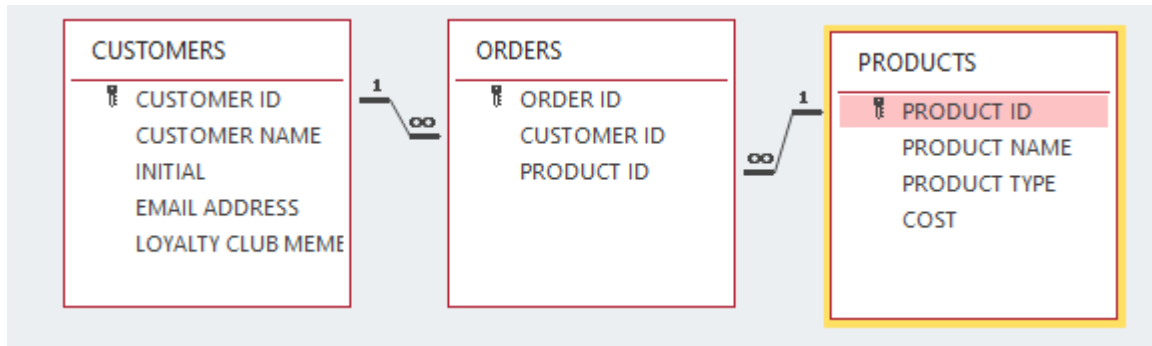 CUSTOMERS
CUSTOMER ID
CUSTOMER NAME
INITIAL
EMAIL ADDRESS
LOYALTY CLUB MEME
1
∞
ORDERS
ORDER ID
CUSTOMER ID
PRODUCT ID
1
∞
PRODUCTS
PRODUCT ID
PRODUCT NAME
PRODUCT TYPE
COST